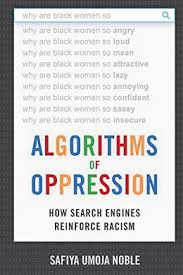 why are black women so
why are black women so angry
why are black women so loud
why are black women so mean
why are black women so attractive
why are black women so lazy
why are black women so annoying
why are black women so confident
why are black women so sassy
why are black women so insecure
ALGORITHMS
OF
OPPRESSION
HOW SEARCH ENGINES
REINFORCE RACISM
SAFIYA UMOJA NOBLE